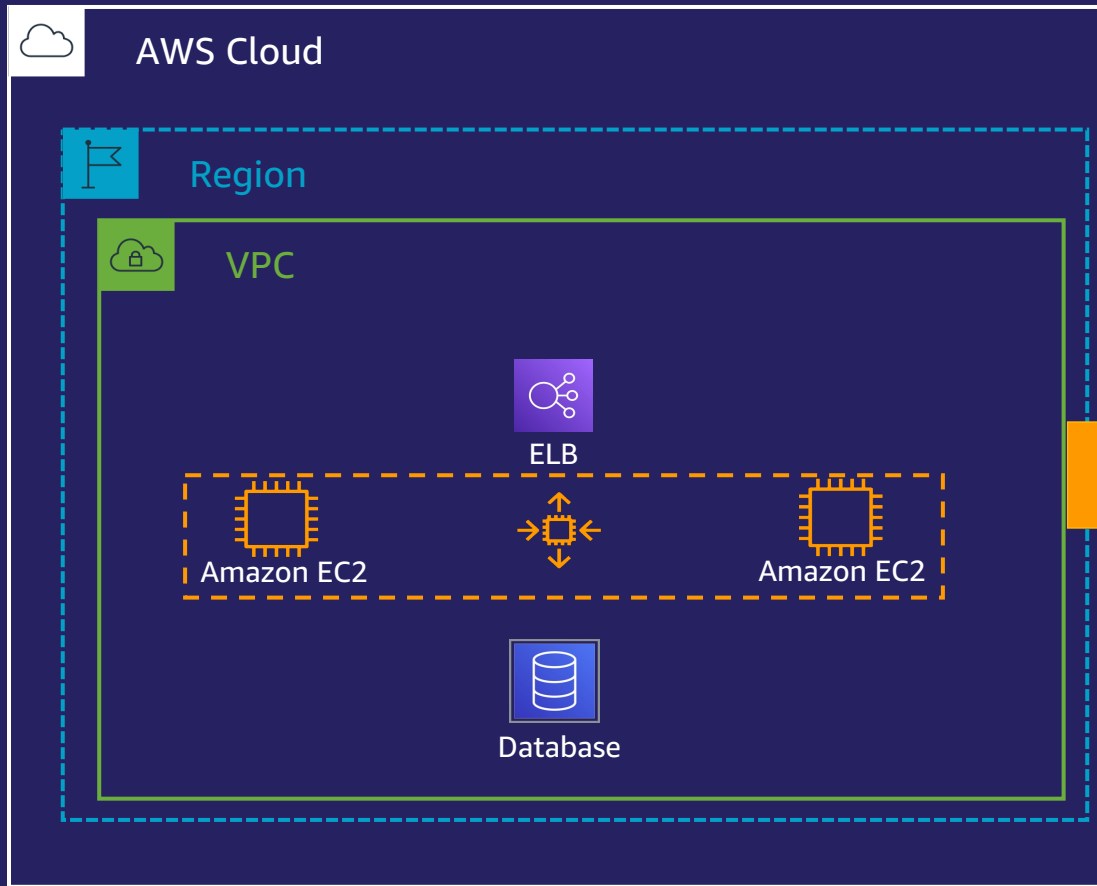 AWS Cloud
Region
VPC
ELB
Amazon EC2
Amazon EC2
Database